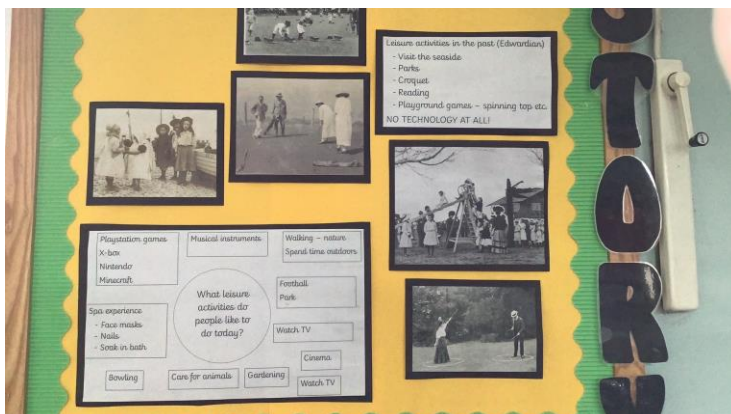 Leisure activities in the past (Edwardian)
- Visit the seaside
- Parks
- Croquet
- Reading
- Playground games – spinning top etc.
NO TECHNOLOGY AT ALL!
Playstation games
X-box
Nintendo
Minecraft
Musical instruments
Walking – nature
Spend time outdoors
What leisure
activities do
people like to
do today?
Football
Park
Spa experience
- Face masks
- Nails
- Soak in bath
Watch TV
Cinema
Bowling
Care for animals
Gardening
Watch TV
S
T
O
R